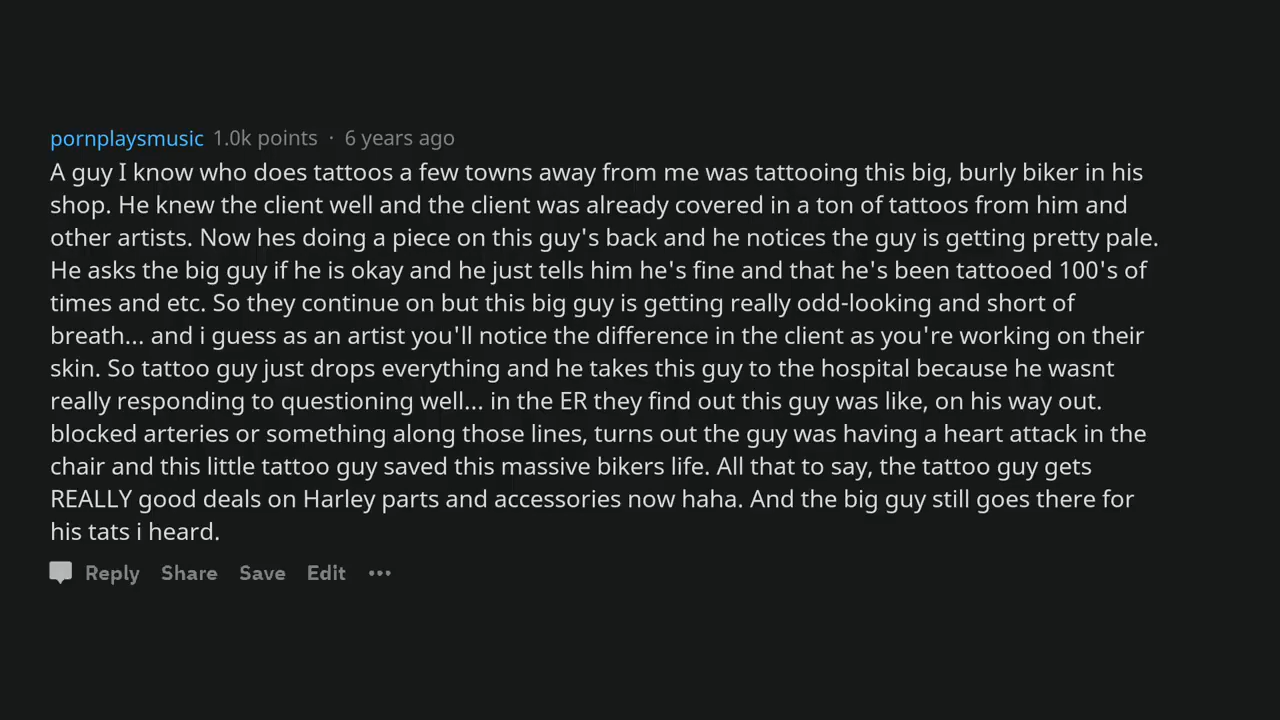 pornplaysmusic 1.0k points · 6 years ago
A guy I know who does tattoos a few towns away from me was tattooing this big, burly biker in his
shop. He knew the client well and the client was already covered in a ton of tattoos from him and
other artists. Now hes doing a piece on this guy's back and he notices the guy is getting pretty pale.
He asks the big guy if he is okay and he just tells him he's fine and that he's been tattooed 100's of
times and etc. So they continue on but this big guy is getting really odd-looking and short of
breath... and i guess as an artist you'll notice the difference in the client as you're working on their
skin. So tattoo guy just drops everything and he takes this guy to the hospital because he wasnt
really responding to questioning well... in the ER they find out this guy was like, on his way out.
blocked arteries or something along those lines, turns out the guy was having a heart attack in the
chair and this little tattoo guy saved this massive bikers life. All that to say, the tattoo guy gets
REALLY good deals on Harley parts and accessories now haha. And the big guy still goes there for
his tats i heard.
Reply Share Save Edit •••